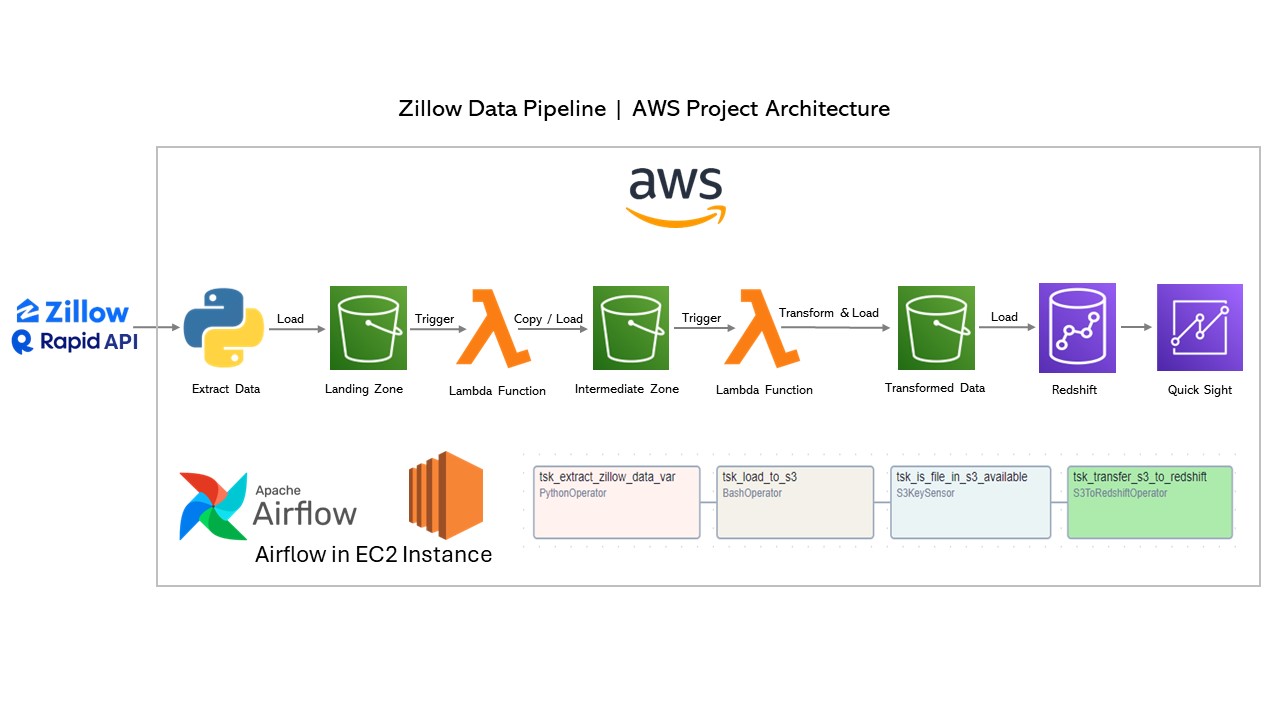 Zillow Data Pipeline | AWS Project Architecture
aws
Zillow
Rapid API
Load
Trigger
Copy / Load
Trigger
Transform & Load
Load
Extract Data
Landing Zone
Lambda Function
Intermediate Zone
Lambda Function
Transformed Data
Redshift
Quick Sight
Apache
Airflow
Airflow in EC2 Instance
tsk_extract_zillow_data_var
PythonOperator
tsk_load_to_s3
BashOperator
tsk_is_file_in_s3_available
S3KeySensor
tsk_transfer_s3_to_redshift
S3ToRedshiftOperator